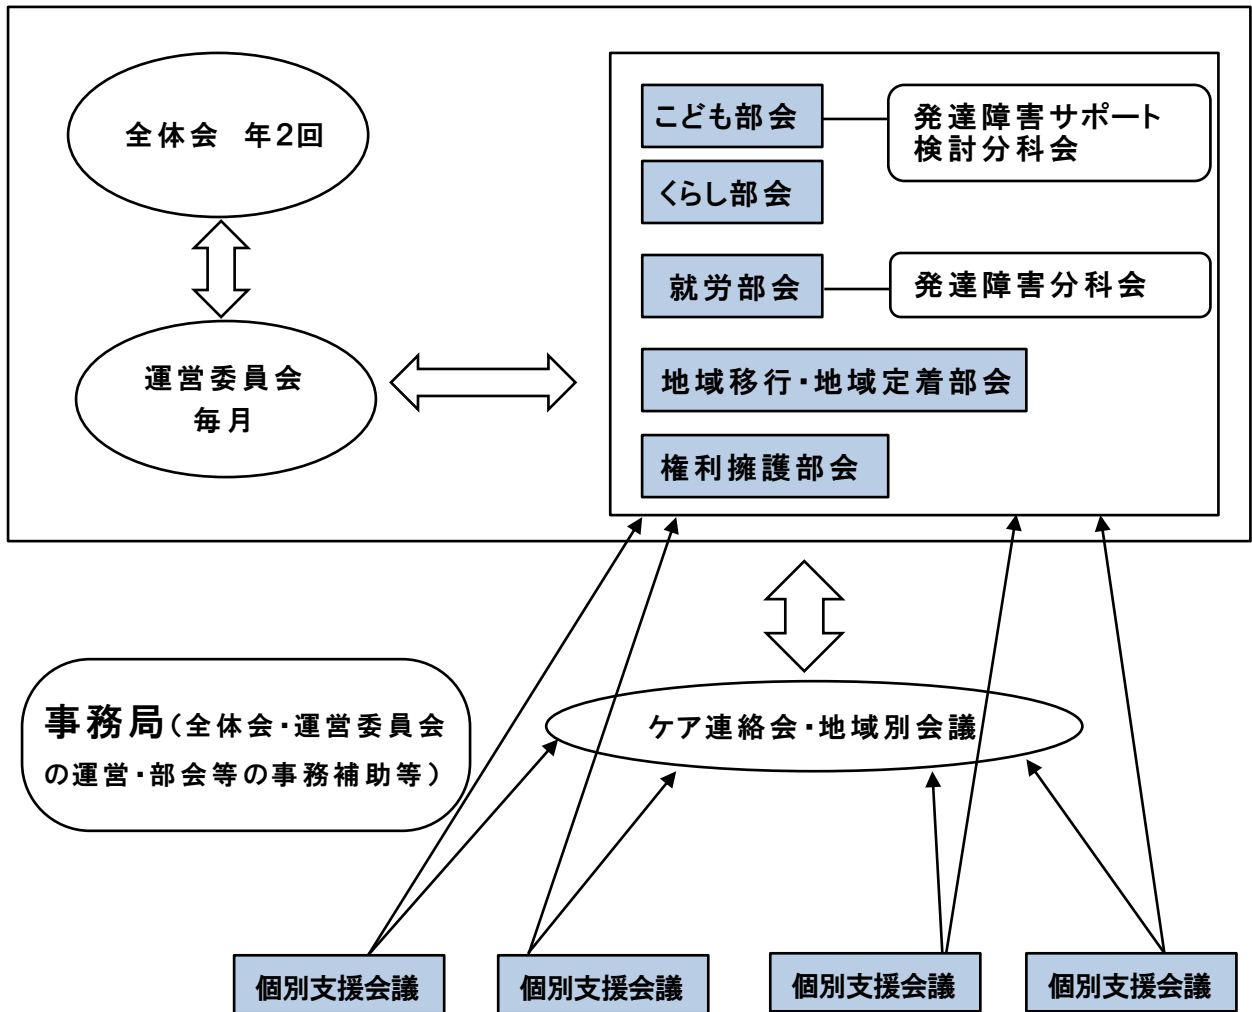 全体会 年2回
運営委員会
毎月
こども部会
発達障害サポート
検討分科会
くらし部会
就労部会
発達障害分科会
地域移行・地域定着部会
権利擁護部会
事務局(全体会・運営委員会
の運営・部会等の事務補助等)
ケア連絡会・地域別会議
個別支援会議
個別支援会議
個別支援会議
個別支援会議